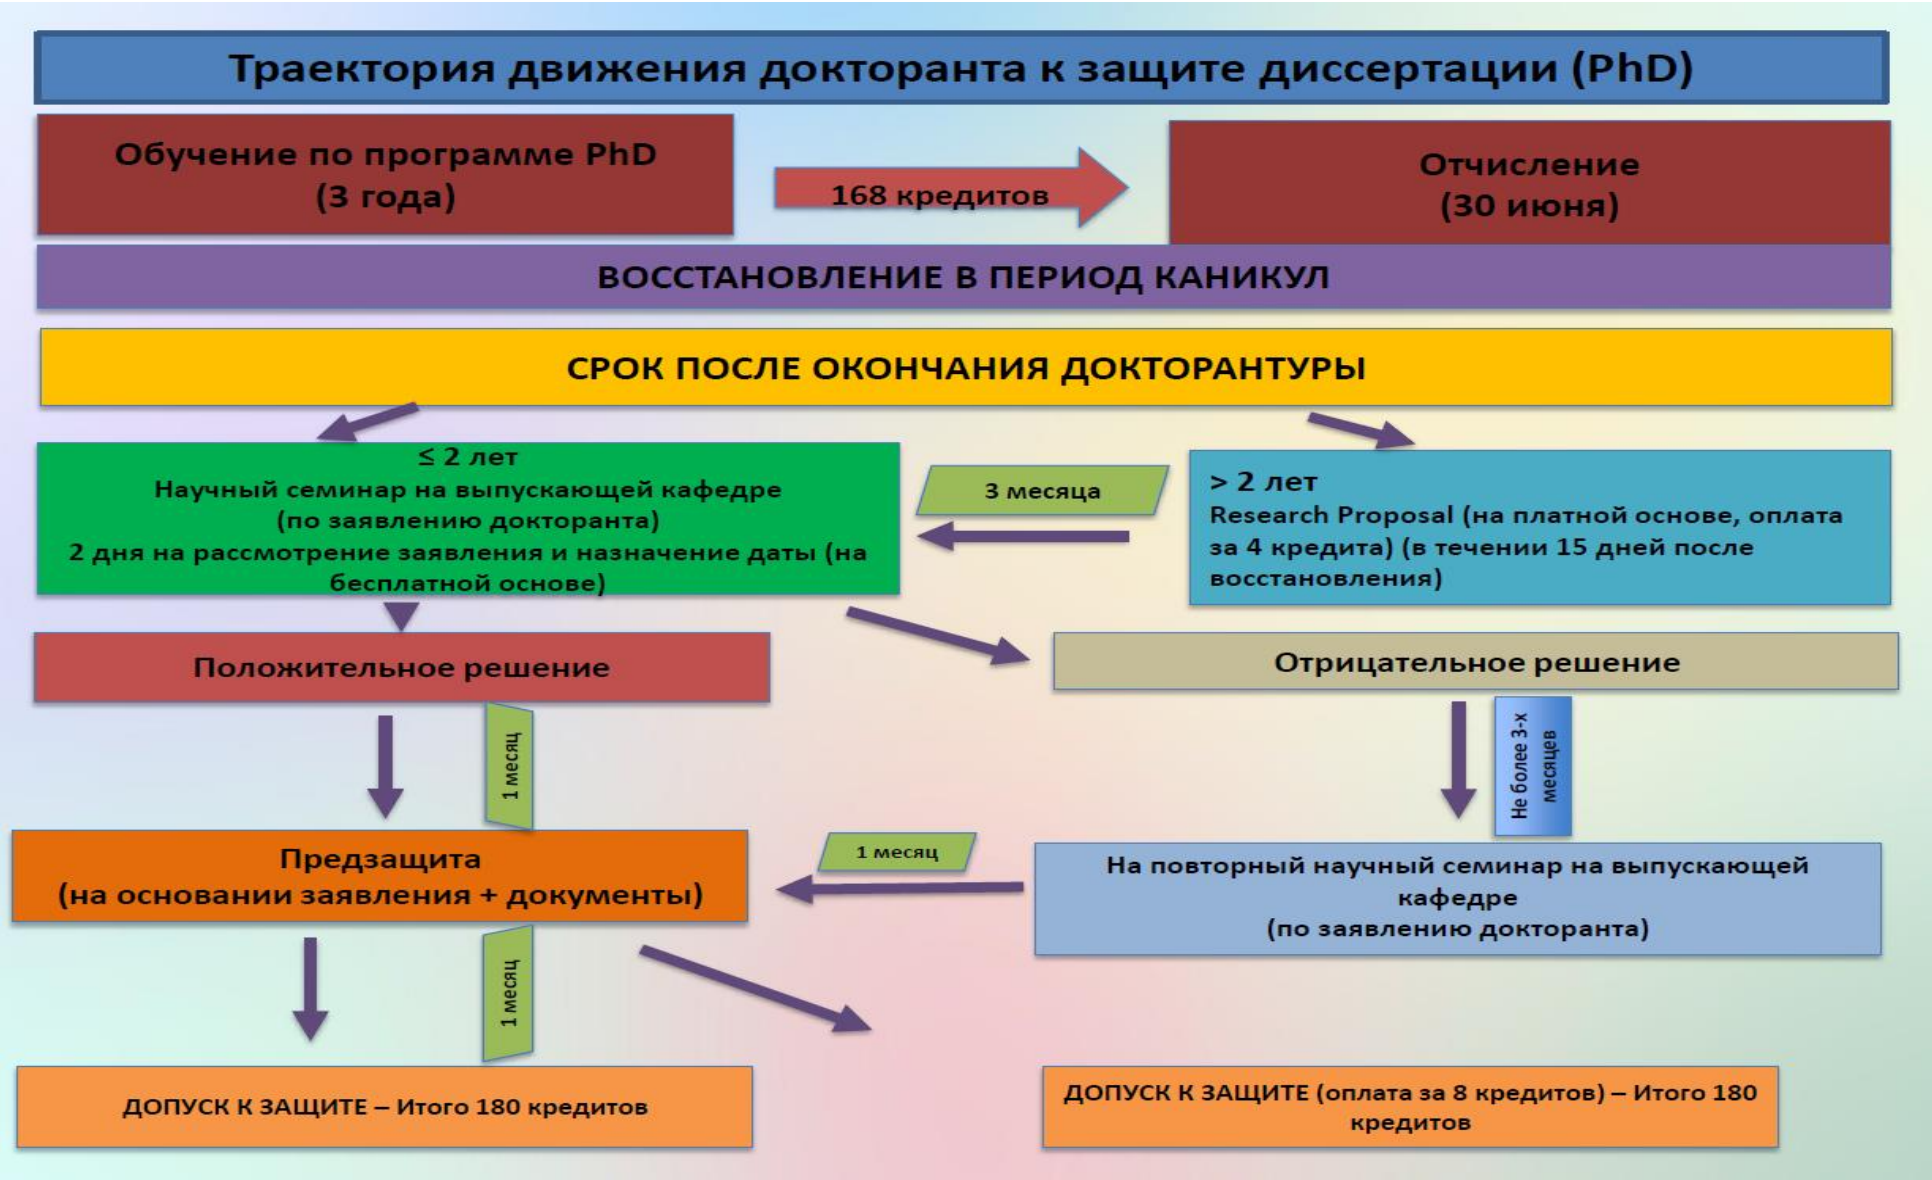 Траектория движения докторанта к защите диссертации (PhD)
Обучение по программе PhD
(3 года)
168 кредитов
Отчисление
(30 июня)
ВОССТАНОВЛЕНИЕ В ПЕРИОД КАНИКУЛ
СРОК ПОСЛЕ ОКОНЧАНИЯ ДОКТОРАНТУРЫ
≤ 2 лет
Научный семинар на выпускающей кафедре
(по заявлению докторанта)
2 дня на рассмотрение заявления и назначение даты (на
бесплатной основе)
3 месяца
> 2 лет
Research Proposal (на платной основе, оплата
за 4 кредита) (в течении 15 дней после
восстановления)
Положительное решение
Отрицательное решение
1 месяц
Не более 3-х
месяцев
Предзащита
(на основании заявления + документы)
1 месяц
На повторный научный семинар на выпускающей
кафедре
(по заявлению докторанта)
1 месяц
ДОПУСК К ЗАЩИТЕ – Итого 180 кредитов
ДОПУСК К ЗАЩИТЕ (оплата за 8 кредитов) – Итого 180
кредитов